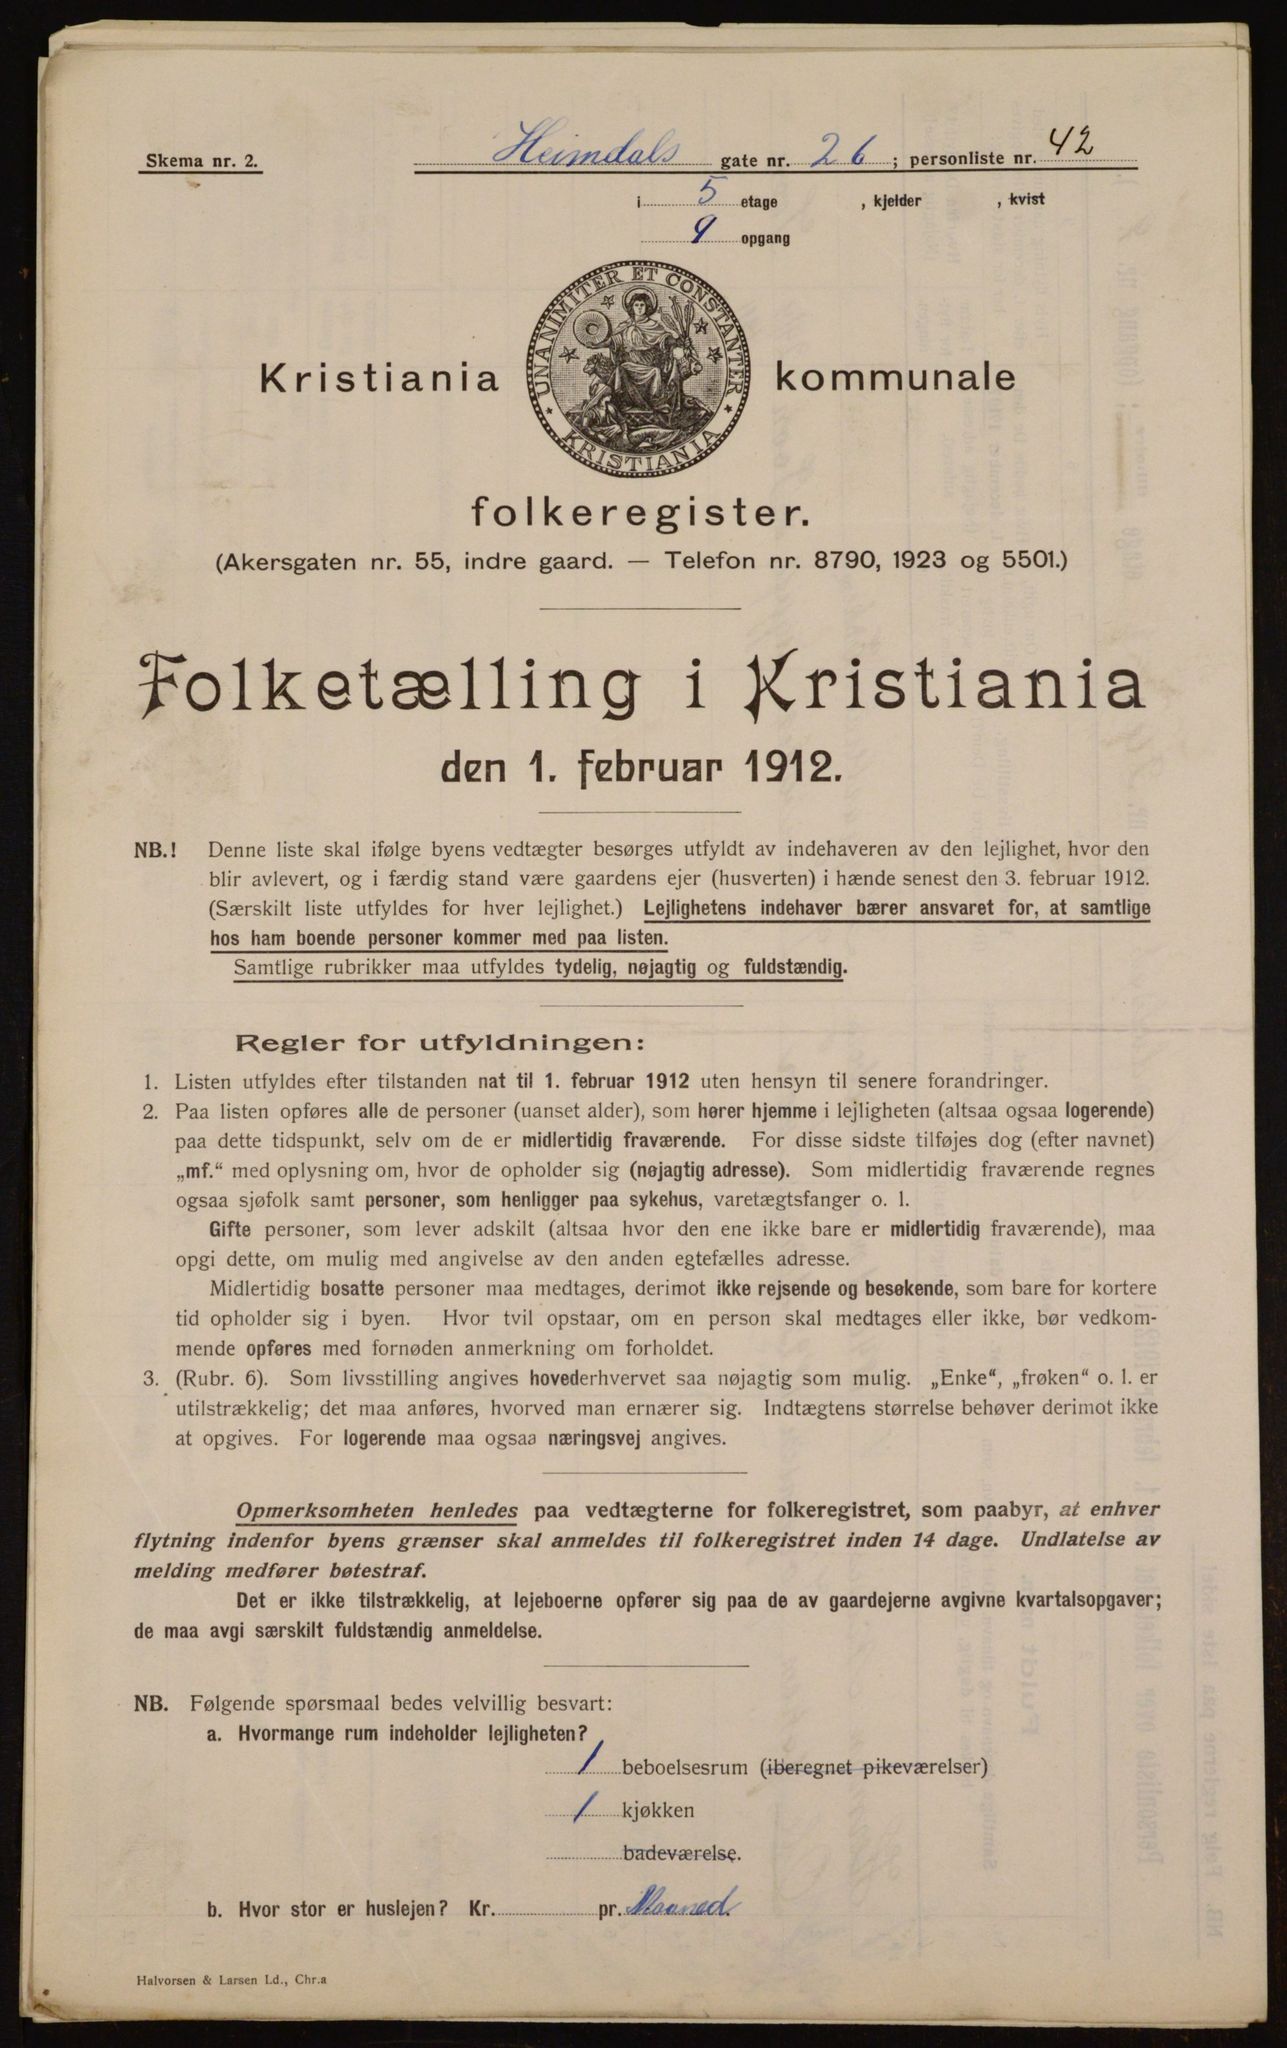 Skema nr. 2.
Heimdals gate nr. 26 ; personliste nr. 42
i 5 etage , kjelder , kvist
9 opgang
UNANIMITER ET CONSTANTER
KRISTIANIA
Kristiania kommunale
folkeregister.
(Akersgaten nr. 55, indre gaard. — Telefon nr. 8790, 1923 og 5501.)
Folketælling i Kristiania
den 1. februar 1912.
NB.! Denne liste skal ifølge byens vedtægter besørges utfyldt av indehaveren av den lejlighet, hvor den
blir avlevert, og i færdig stand være gaardens ejer (husverten) i hænde senest den 3. februar 1912.
(Særskilt liste utfyldes for hver lejlighet.) Lejlighetens indehaver bærer ansvaret for, at samtlige
hos ham boende personer kommer med paa listen.
Samtlige rubrikker maa utfyldes tydelig, nøjagtig og fuldstændig.
Regler for utfyldningen:
1. Listen utfyldes efter tilstanden nat til 1. februar 1912 uten hensyn til senere forandringer.
2. Paa listen opføres alle de personer (uanset alder), som hører hjemme i lejligheten (altsaa ogsaa logerende)
paa dette tidspunkt, selv om de er midlertidig fraværende. For disse sidste tilføjes dog (efter navnet)
„mf.“ med oplysning om, hvor de opholder sig (nøjagtig adresse). Som midlertidig fraværende regnes
ogsaa sjøfolk samt personer, som henligger paa sykehus, varetægtsfanger o. l.
Gifte personer, som lever adskilt (altsaa hvor den ene ikke bare er midlertidig fraværende), maa
opgi dette, om mulig med angivelse av den anden egtefælles adresse.
Midlertidig bosatte personer maa medtages, derimot ikke rejsende og besøkende, som bare for kortere
tid opholder sig i byen. Hvor tvil opstaar, om en person skal medtages eller ikke, bør vedkom-
mende opføres med fornøden anmerkning om forholdet.
3. (Rubr. 6). Som livsstilling angives hovederhvervet saa nøjagtig som mulig. „Enke“, „frøken“ o. l. er
utilstrækkelig; det maa anføres, hvorved man ernærer sig. Indtægtens størrelse behøver derimot ikke
at opgives. For logerende maa ogsaa næringsvej angives.
Opmerksomheten henledes paa vedtægterne for folkeregistret, som paabyr, at enhver
flytning indenfor byens grænser skal anmeldes til folkeregistret inden 14 dage. Undlatelse av
melding medfører bøtestraf.
Det er ikke tilstrækkelig, at lejeboerne opfører sig paa de av gaardejerne avgivne kvartalsopgaver;
de maa avgi særskilt fuldstændig anmeldelse.
NB. Følgende spørsmaal bedes velvillig besvart:
a. Hvormange rum indeholder lejligheten?
1 beboelsesrum (iberegnet pikeværelser)
1 kjøkken
badeværelse.
b. Hvor stor er huslejen? Kr. pr. Maaned.
Halvorsen & Larsen Ld., Chr.a